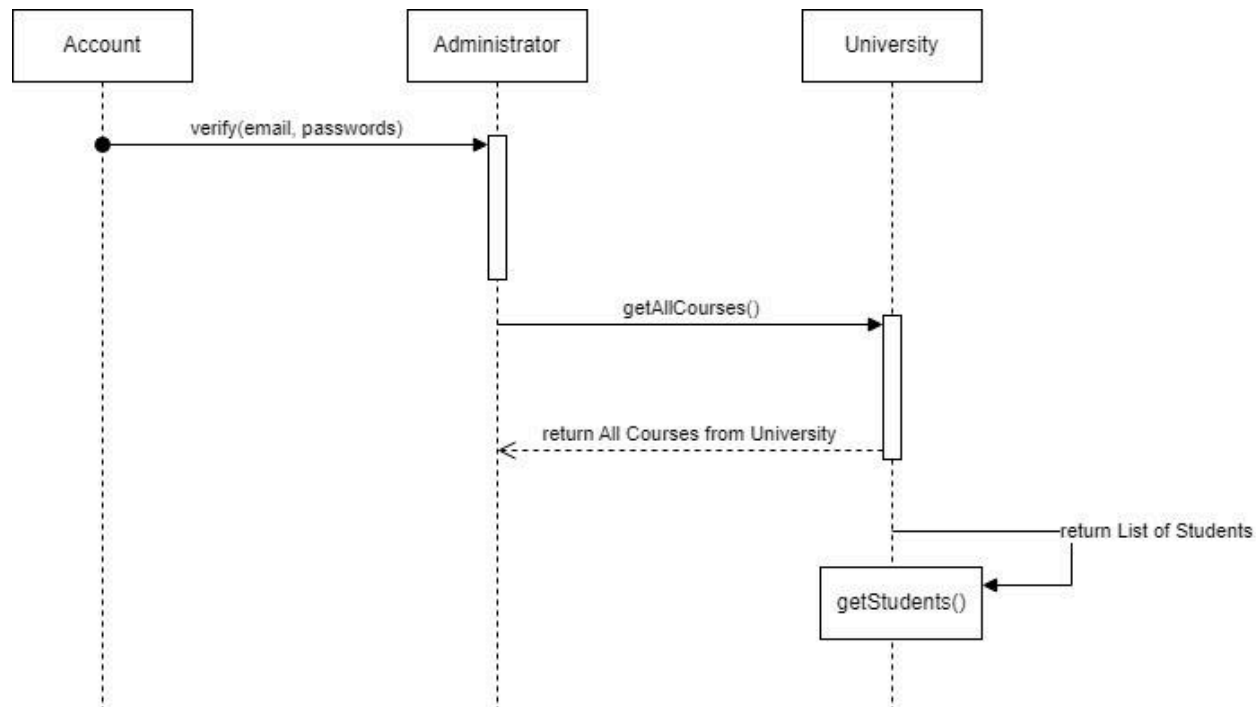 Account
Administrator
University
verify(email, passwords)
getAllCourses()
return All Courses from University
return List of Students
getStudents()